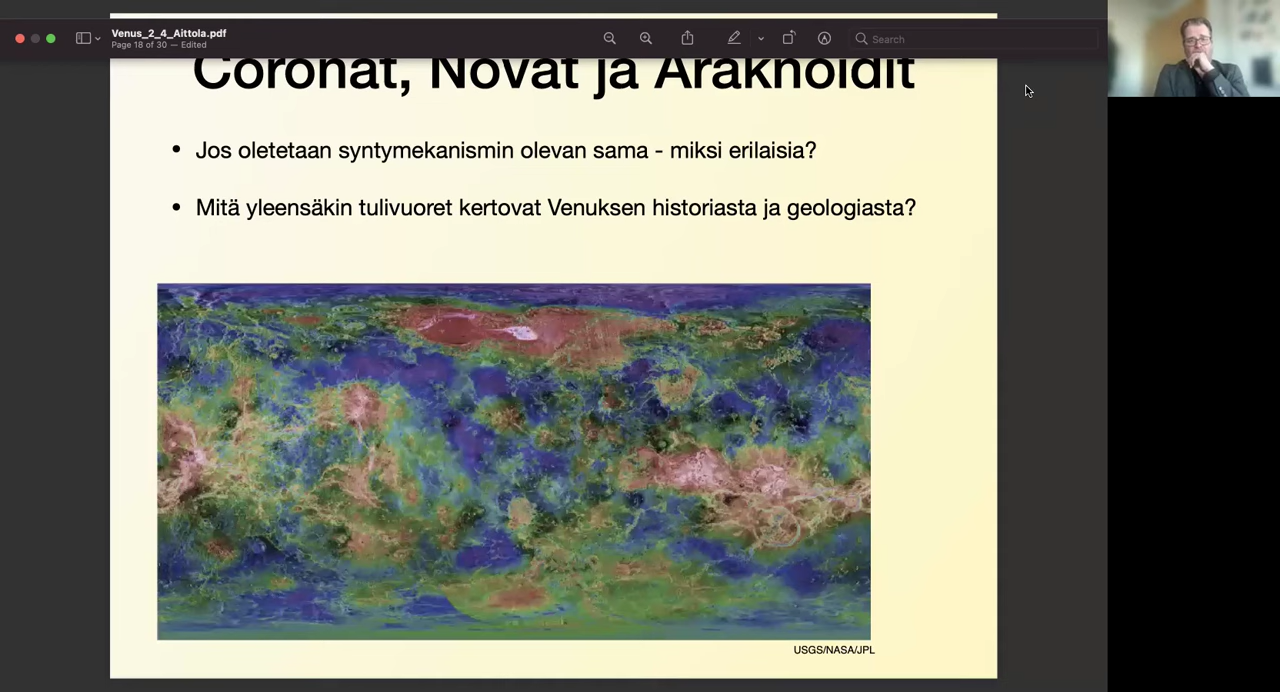 Venus_2_4_Aittola.pdf
Page 18 of 30 — Edited
Search
Coronat, Novat ja Araknoidit
• Jos oletetaan syntymekanismin olevan sama - miksi erilaisia?
• Mitä yleensäkin tulivuoret kertovat Venuksen historiasta ja geologiasta?
USGS/NASA/JPL